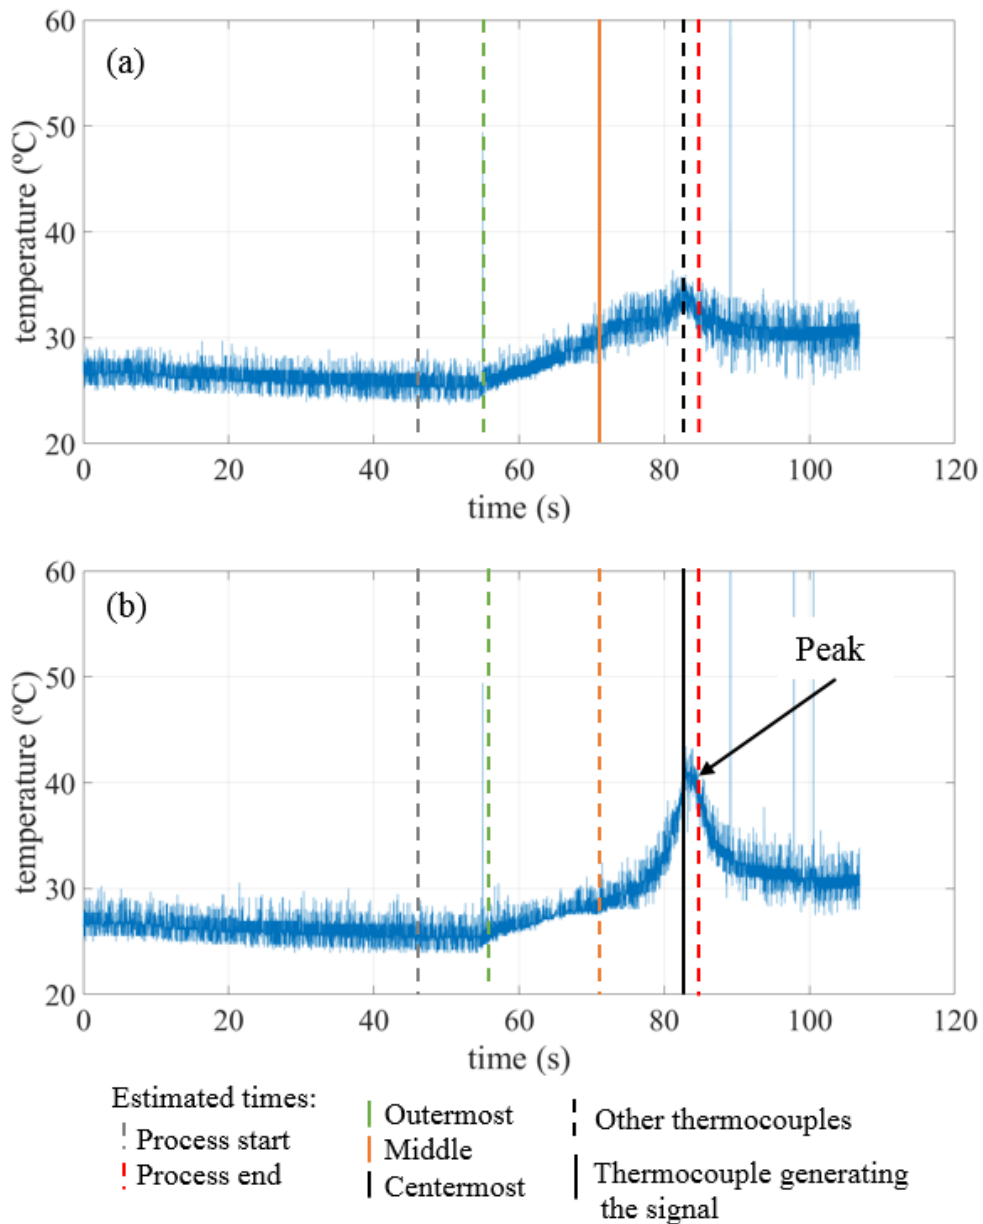 (a)
60
50
40
30
20
temperature (ºC)
0 20 40 60 80 100 120
time (s)
(b)
Peak
60
50
40
30
20
temperature (ºC)
0 20 40 60 80 100 120
time (s)
Estimated times:
Process start
Process end
Outermost
Middle
Centermost
Other thermocouples
Thermocouple generating
the signal